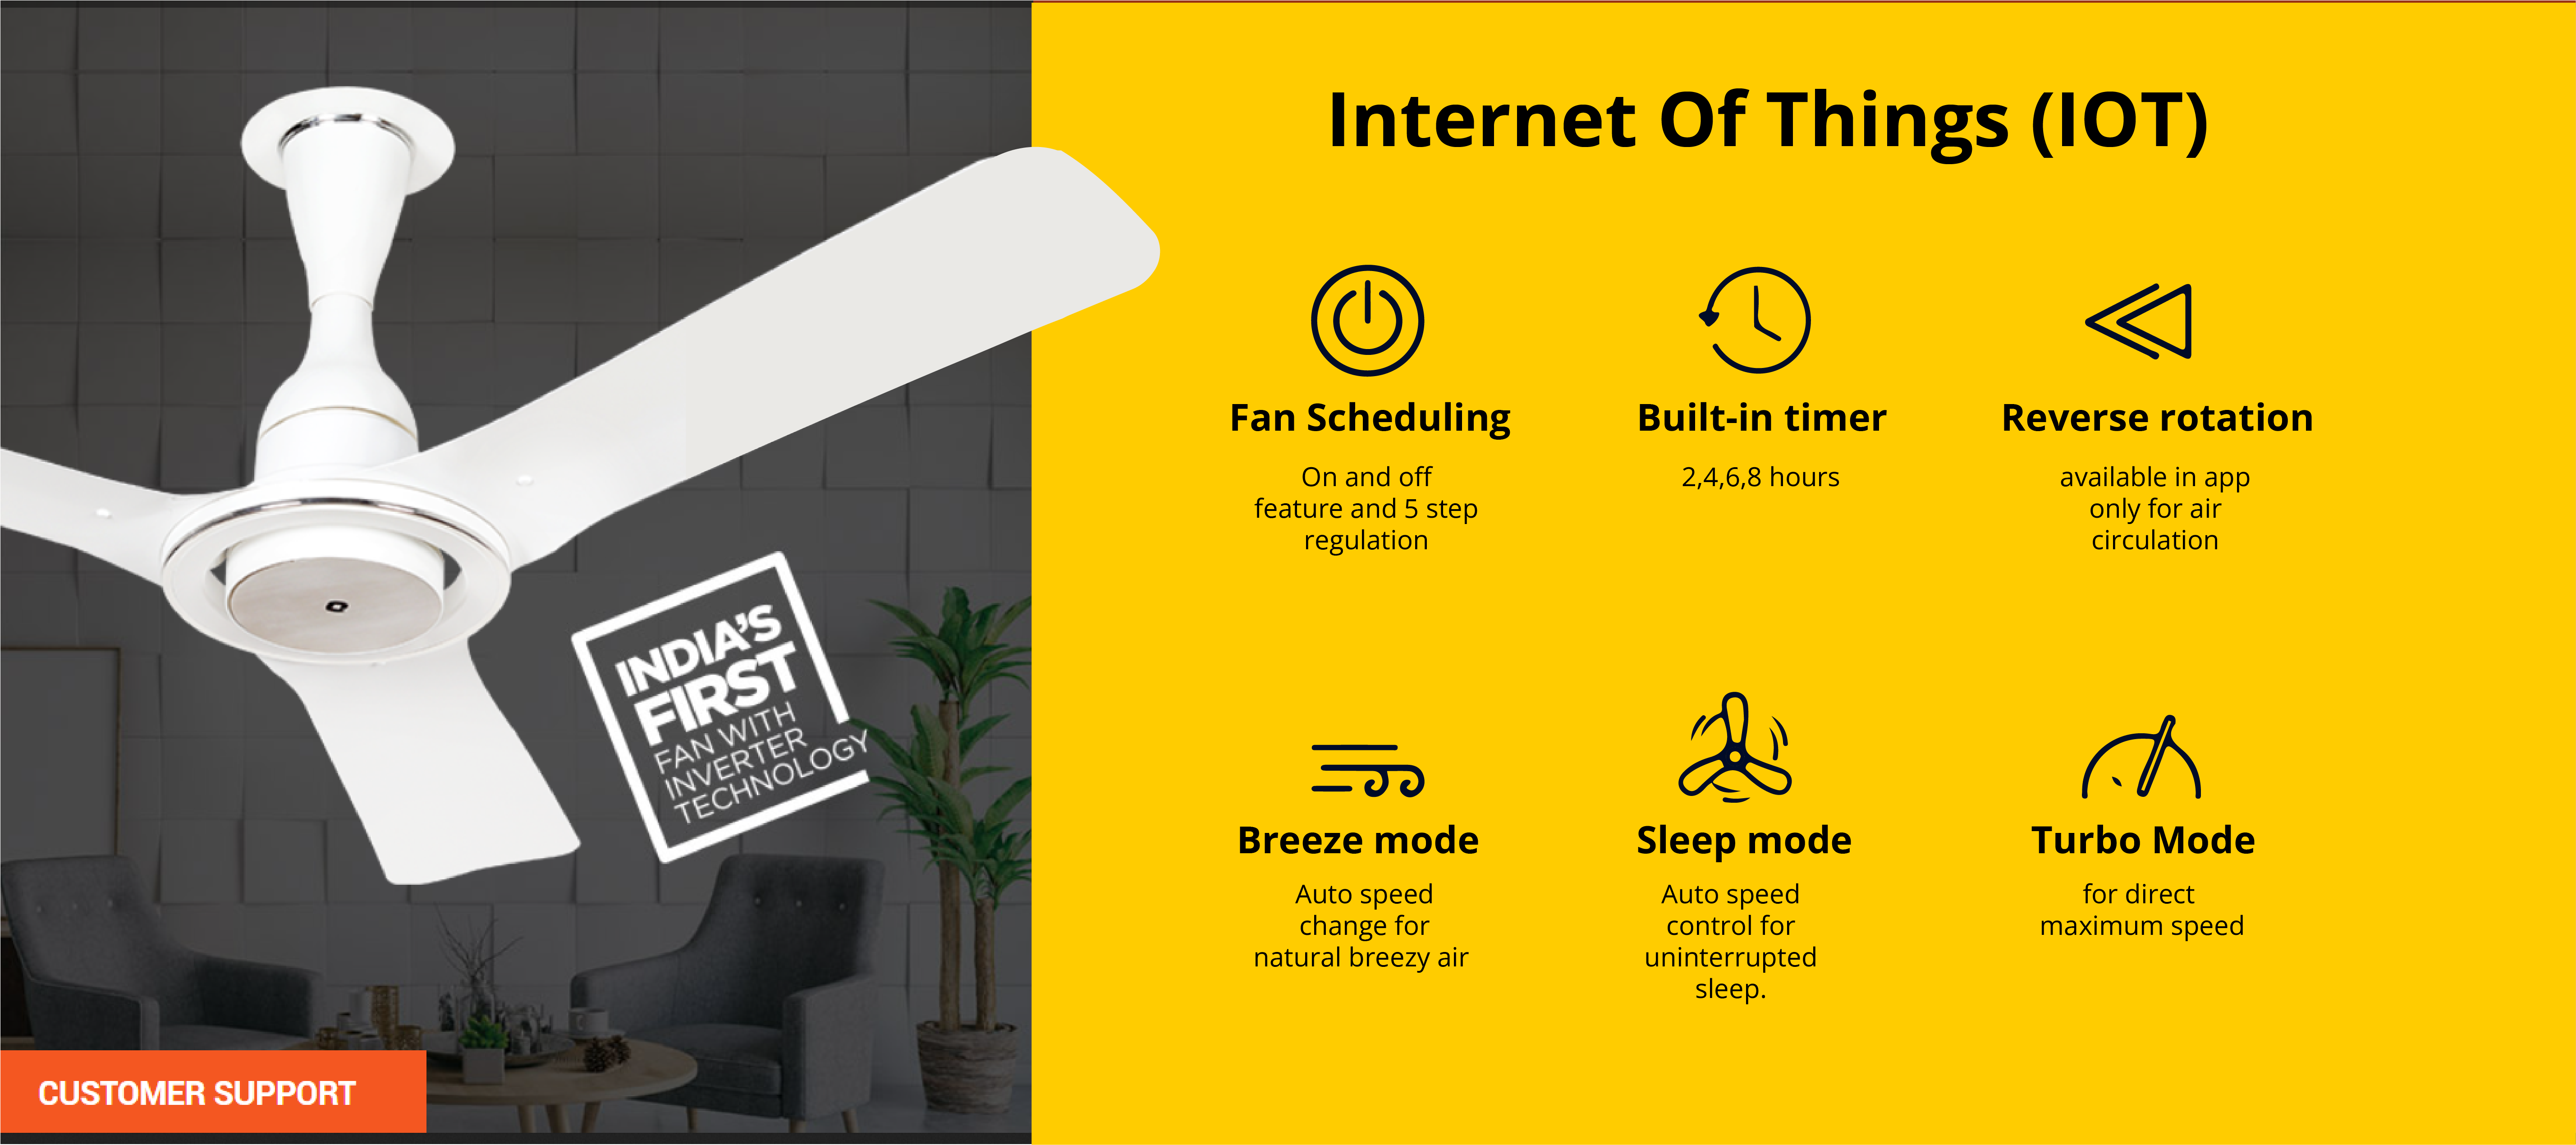 Internet Of Things (IOT)
Fan Scheduling
On and off
feature and 5 step
regulation
Built-in timer
2,4,6,8 hours
Reverse rotation
available in app
only for air
circulation
INDIA'S
FIRST
FAN WITH
INVERTER
TECHNOLOGY
Breeze mode
Auto speed
change for
natural breezy air
Sleep mode
Auto speed
control for
uninterrupted
sleep.
Turbo Mode
for direct
maximum speed
CUSTOMER SUPPORT